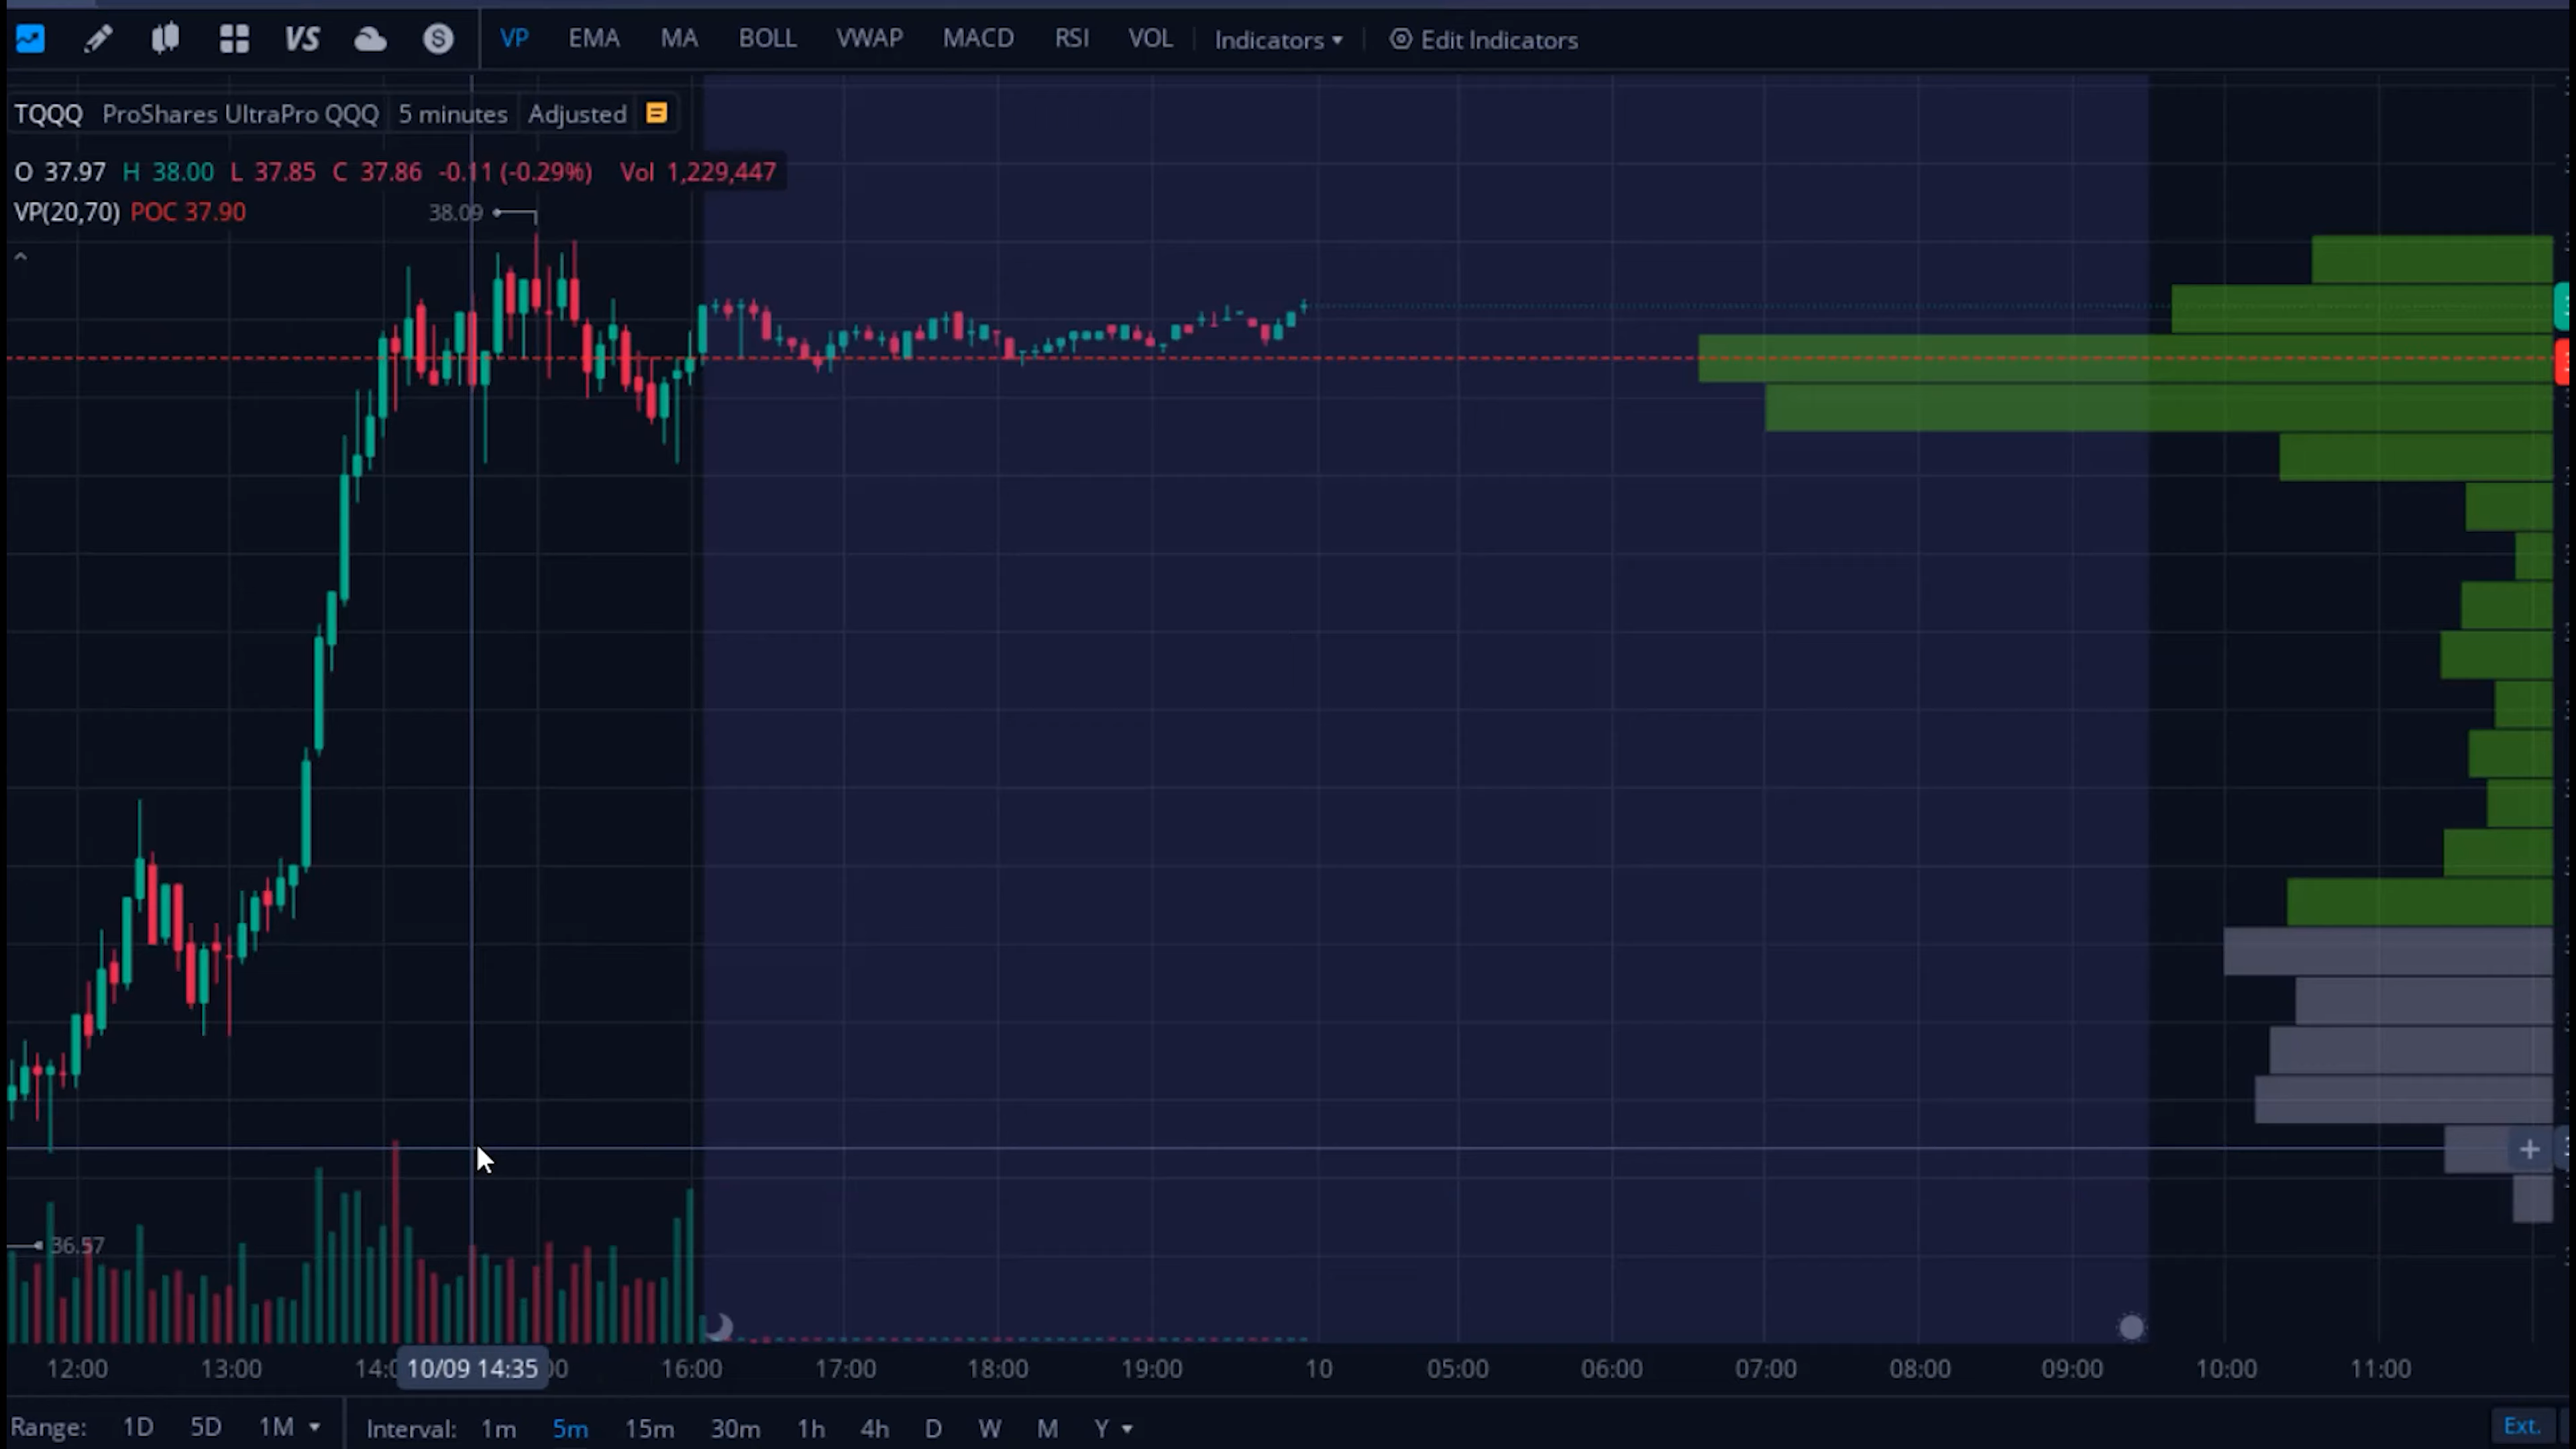 VS S VP EMA MA BOLL VWAP MACD RSI VOL Indicators Edit Indicators
TQQQ ProShares UltraPro QQQ 5 minutes Adjusted
O 37.97 H 38.00 L 37.85 C 37.86 -0.11 (-0.29%) Vol 1,229,447
VP(20,70) POC 37.90
38.09
36.57
12:00 13:00 10/09 14:35 16:00 17:00 18:00 19:00 10 05:00 06:00 07:00 08:00 09:00 10:00 11:00
Range: 1D 5D 1M Interval: 1m 5m 15m 30m 1h 4h D W M Y Ext.